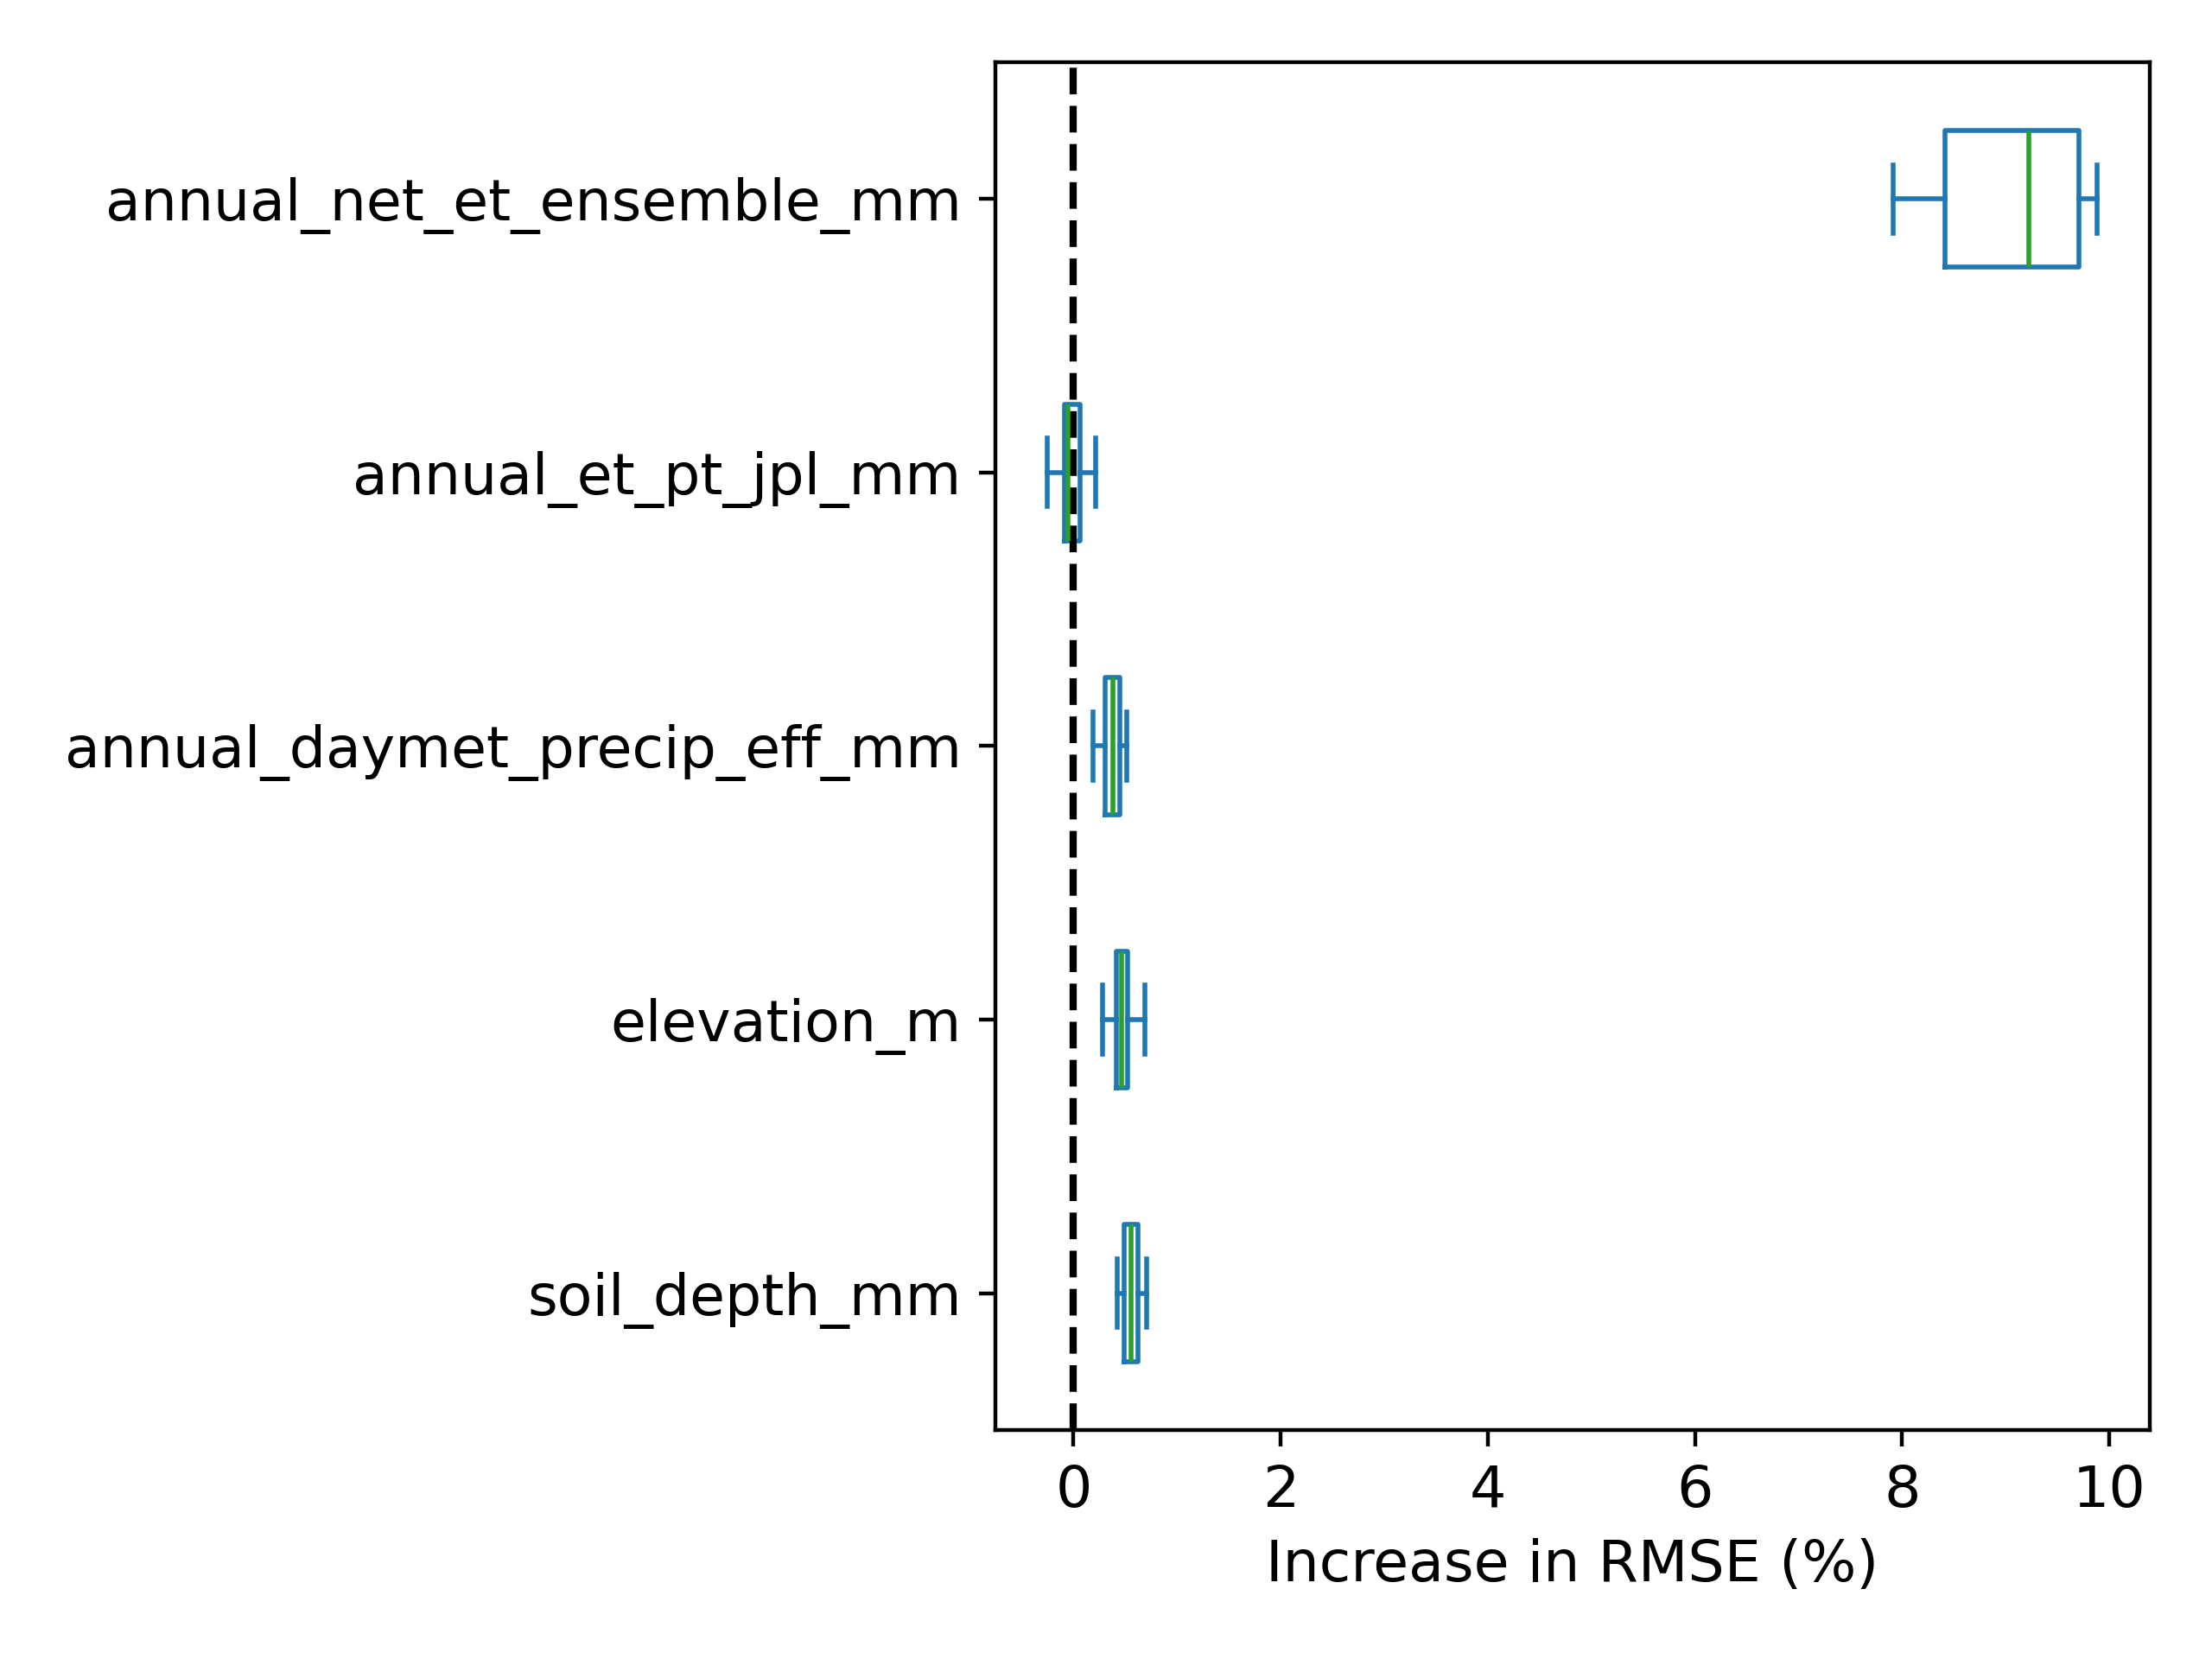 annual_net_et_ensemble_mm
annual_et_pt_jpl_mm
annual_daymet_precip_eff_mm
elevation_m
soil_depth_mm
0 2 4 6 8 10
Increase in RMSE (%)